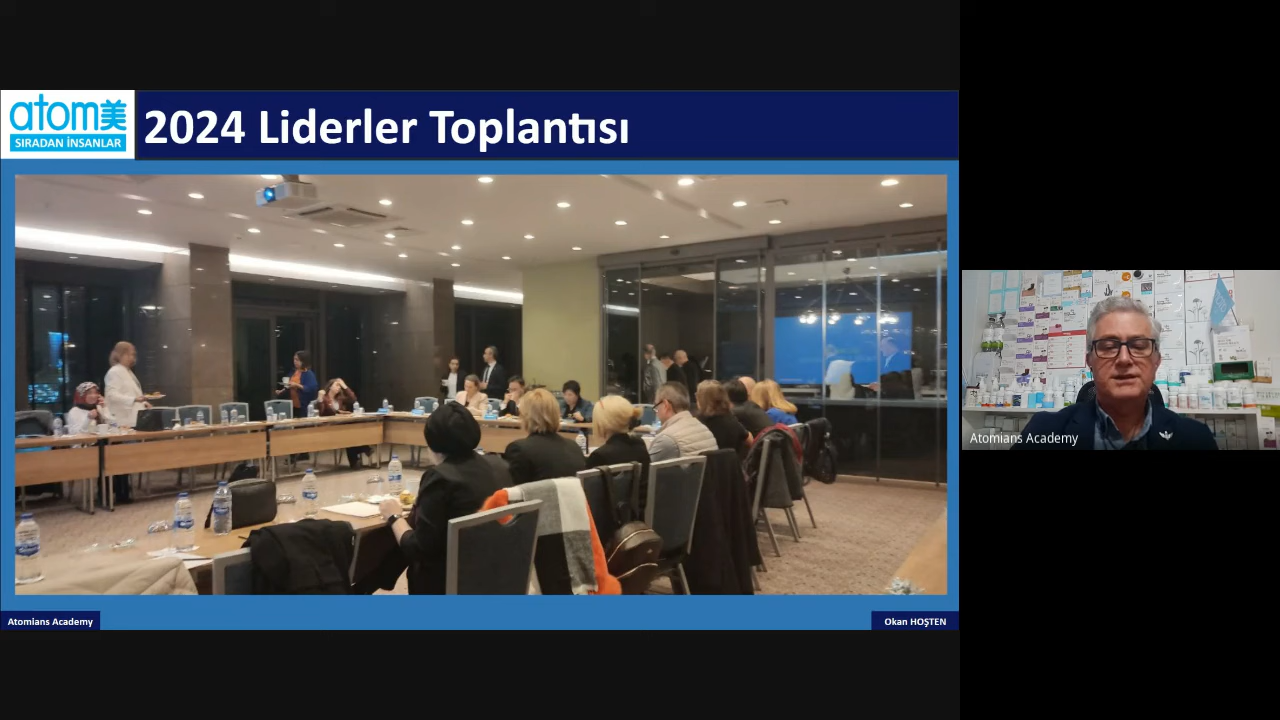 atom美
SIRADAN İNSANLAR
2024 Liderler Toplantısı
Atomians Academy
Okan HOŞTEN
Atomians Academy